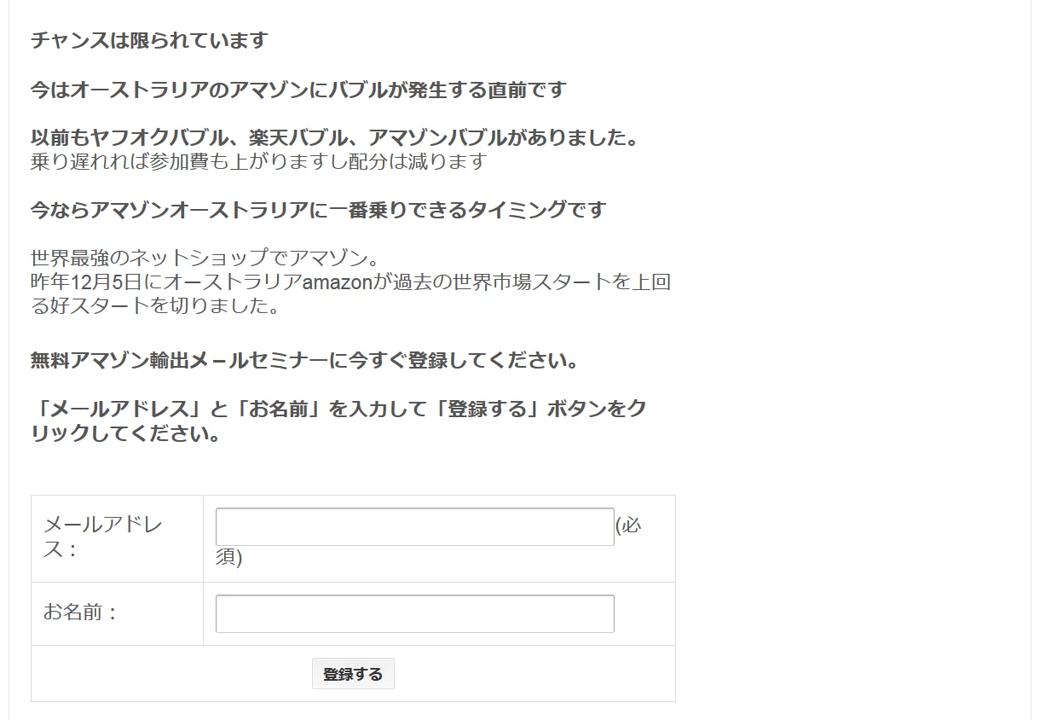 チャンスは限られています
今はオーストラリアのアマゾンにバブルが発生する直前です
以前もヤフオクバブル、楽天バブル、アマゾンバブルがありました。
乗り遅れれば参加費も上がりますし配分は減ります
今ならアマゾンオーストラリアに一番乗りできるタイミングです
世界最強のネットショップでアマゾン。
昨年12月5日にオーストラリアamazonが過去の世界市場スタートを上回
る好スタートを切りました。
無料アマゾン輸出メ－ルセミナーに今すぐ登録してください。
「メールアドレス」と「お名前」を入力して「登録する」ボタンをク
リックしてください。
メールアドレ
ス：
(必
須)
お名前：
登録する